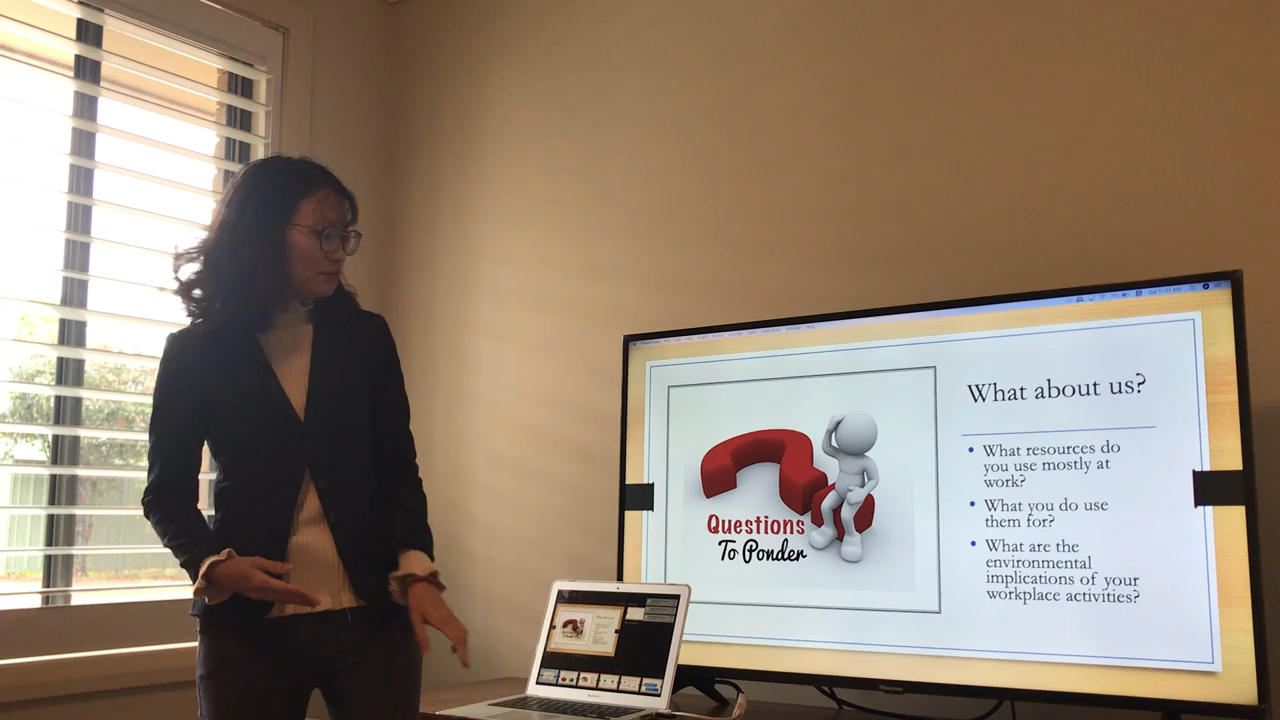 What about us?
Questions
To Ponder
• What resources do
you use mostly at
work?
• What you do use
them for?
• What are the
environmental
implications of your
workplace activities?
Hisense